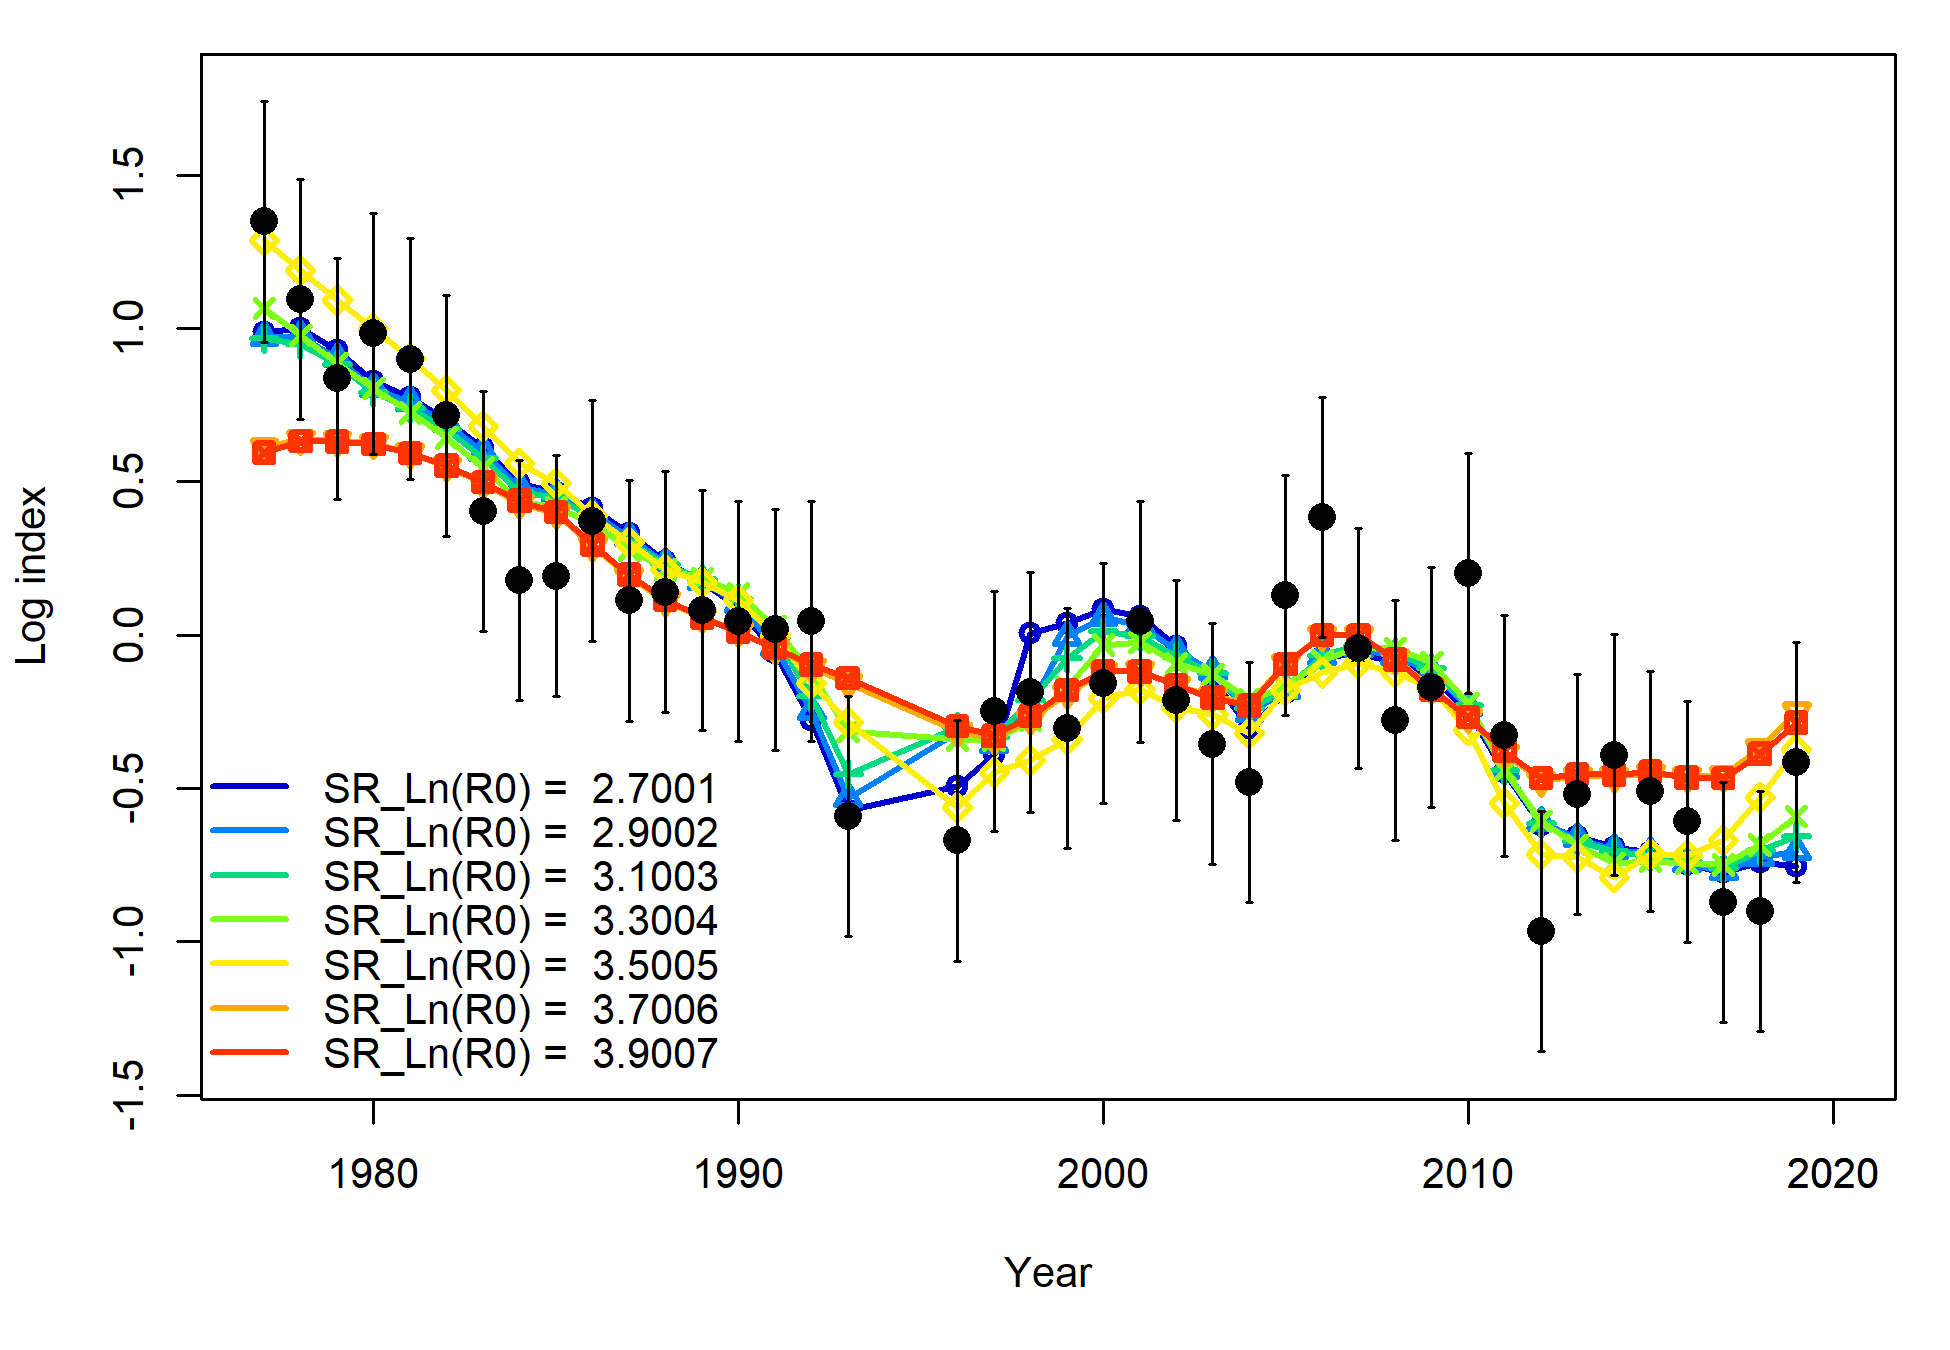 1.5
1.0
0.5
0.0
-0.5
-1.0
-1.5
Log index
SR_Ln(R0) = 2.7001
SR_Ln(R0) = 2.9002
SR_Ln(R0) = 3.1003
SR_Ln(R0) = 3.3004
SR_Ln(R0) = 3.5005
SR_Ln(R0) = 3.7006
SR_Ln(R0) = 3.9007
1980 1990 2000 2010 2020
Year